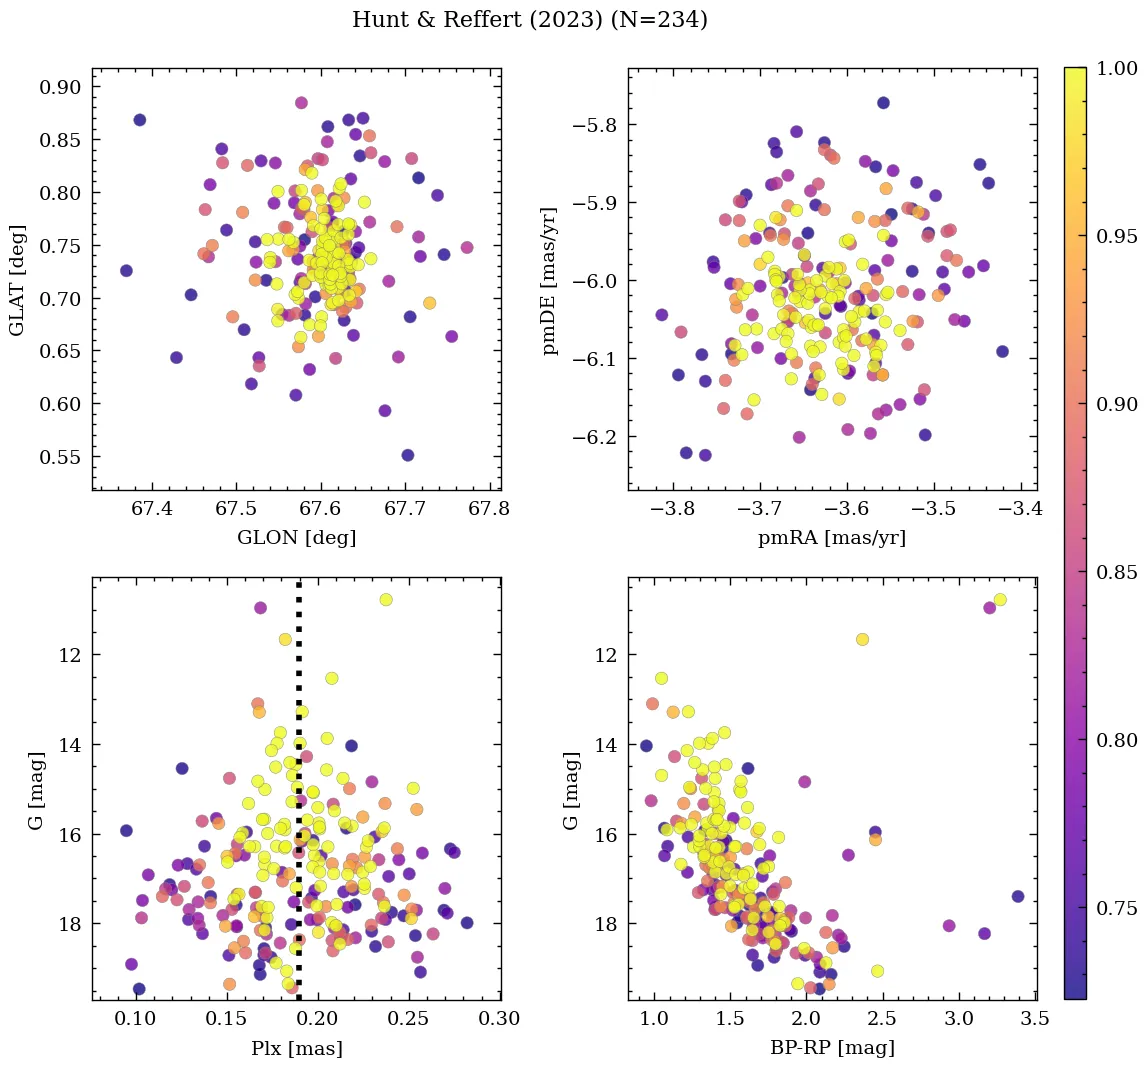 Hunt & Reffert (2023) (N=234)
0.90
0.85
0.80
0.75
0.70
0.65
0.60
0.55
GLAT [deg]
67.4 67.5 67.6 67.7 67.8
GLON [deg]
−5.8
−5.9
−6.0
−6.1
−6.2
pmDE [mas/yr]
−3.8 −3.7 −3.6 −3.5 −3.4
pmRA [mas/yr]
12
14
16
18
G [mag]
0.10 0.15 0.20 0.25 0.30
Plx [mas]
12
14
16
18
G [mag]
1.0 1.5 2.0 2.5 3.0 3.5
BP-RP [mag]
1.00
0.95
0.90
0.85
0.80
0.75